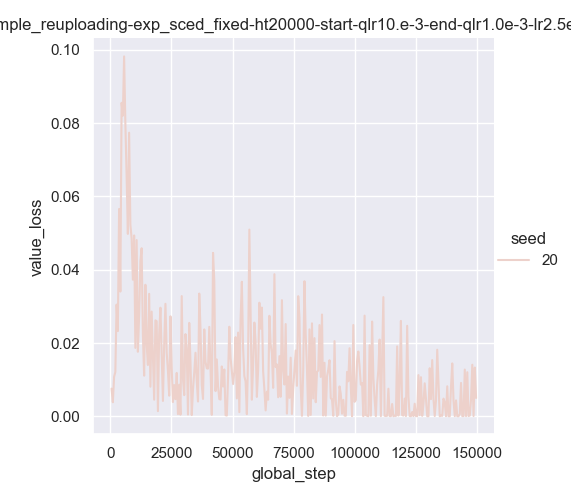 mple_reuploading-exp_sced_fixed-ht20000-start-qlr10.e-3-end-qlr1.0e-3-lr2.5e
0.10
0.08
0.06
0.04
0.02
0.00
value_loss
0 25000 50000 75000 100000 125000 150000
global_step
seed
20